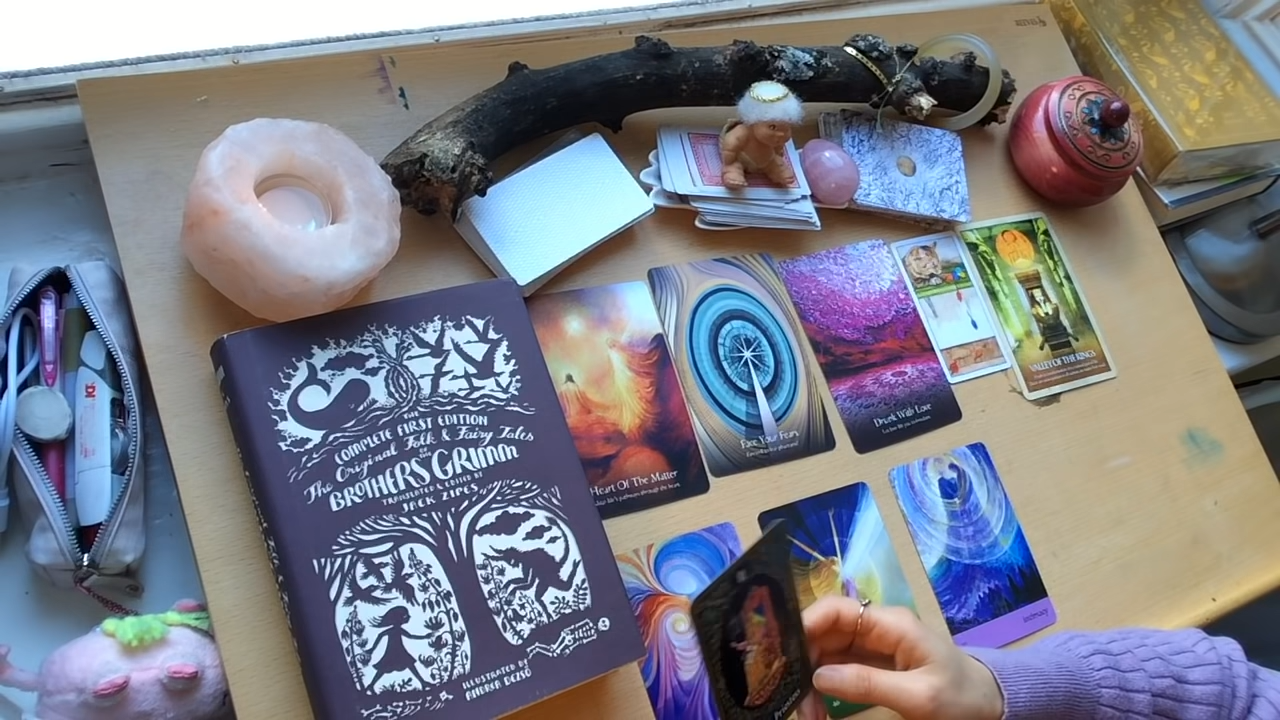 REEVES
THE
COMPLETE FIRST EDITION
The Original Folk & Fairy Tales
OF THE
BROTHERS GRIMM
TRANSLATED & EDITED BY
JACK ZIPES
ILLUSTRATED BY
ANDREA DEZSÖ
Heart Of The Matter
Face Your Fears
Drunk With Love
VALLEY OF THE KINGS
intimacy